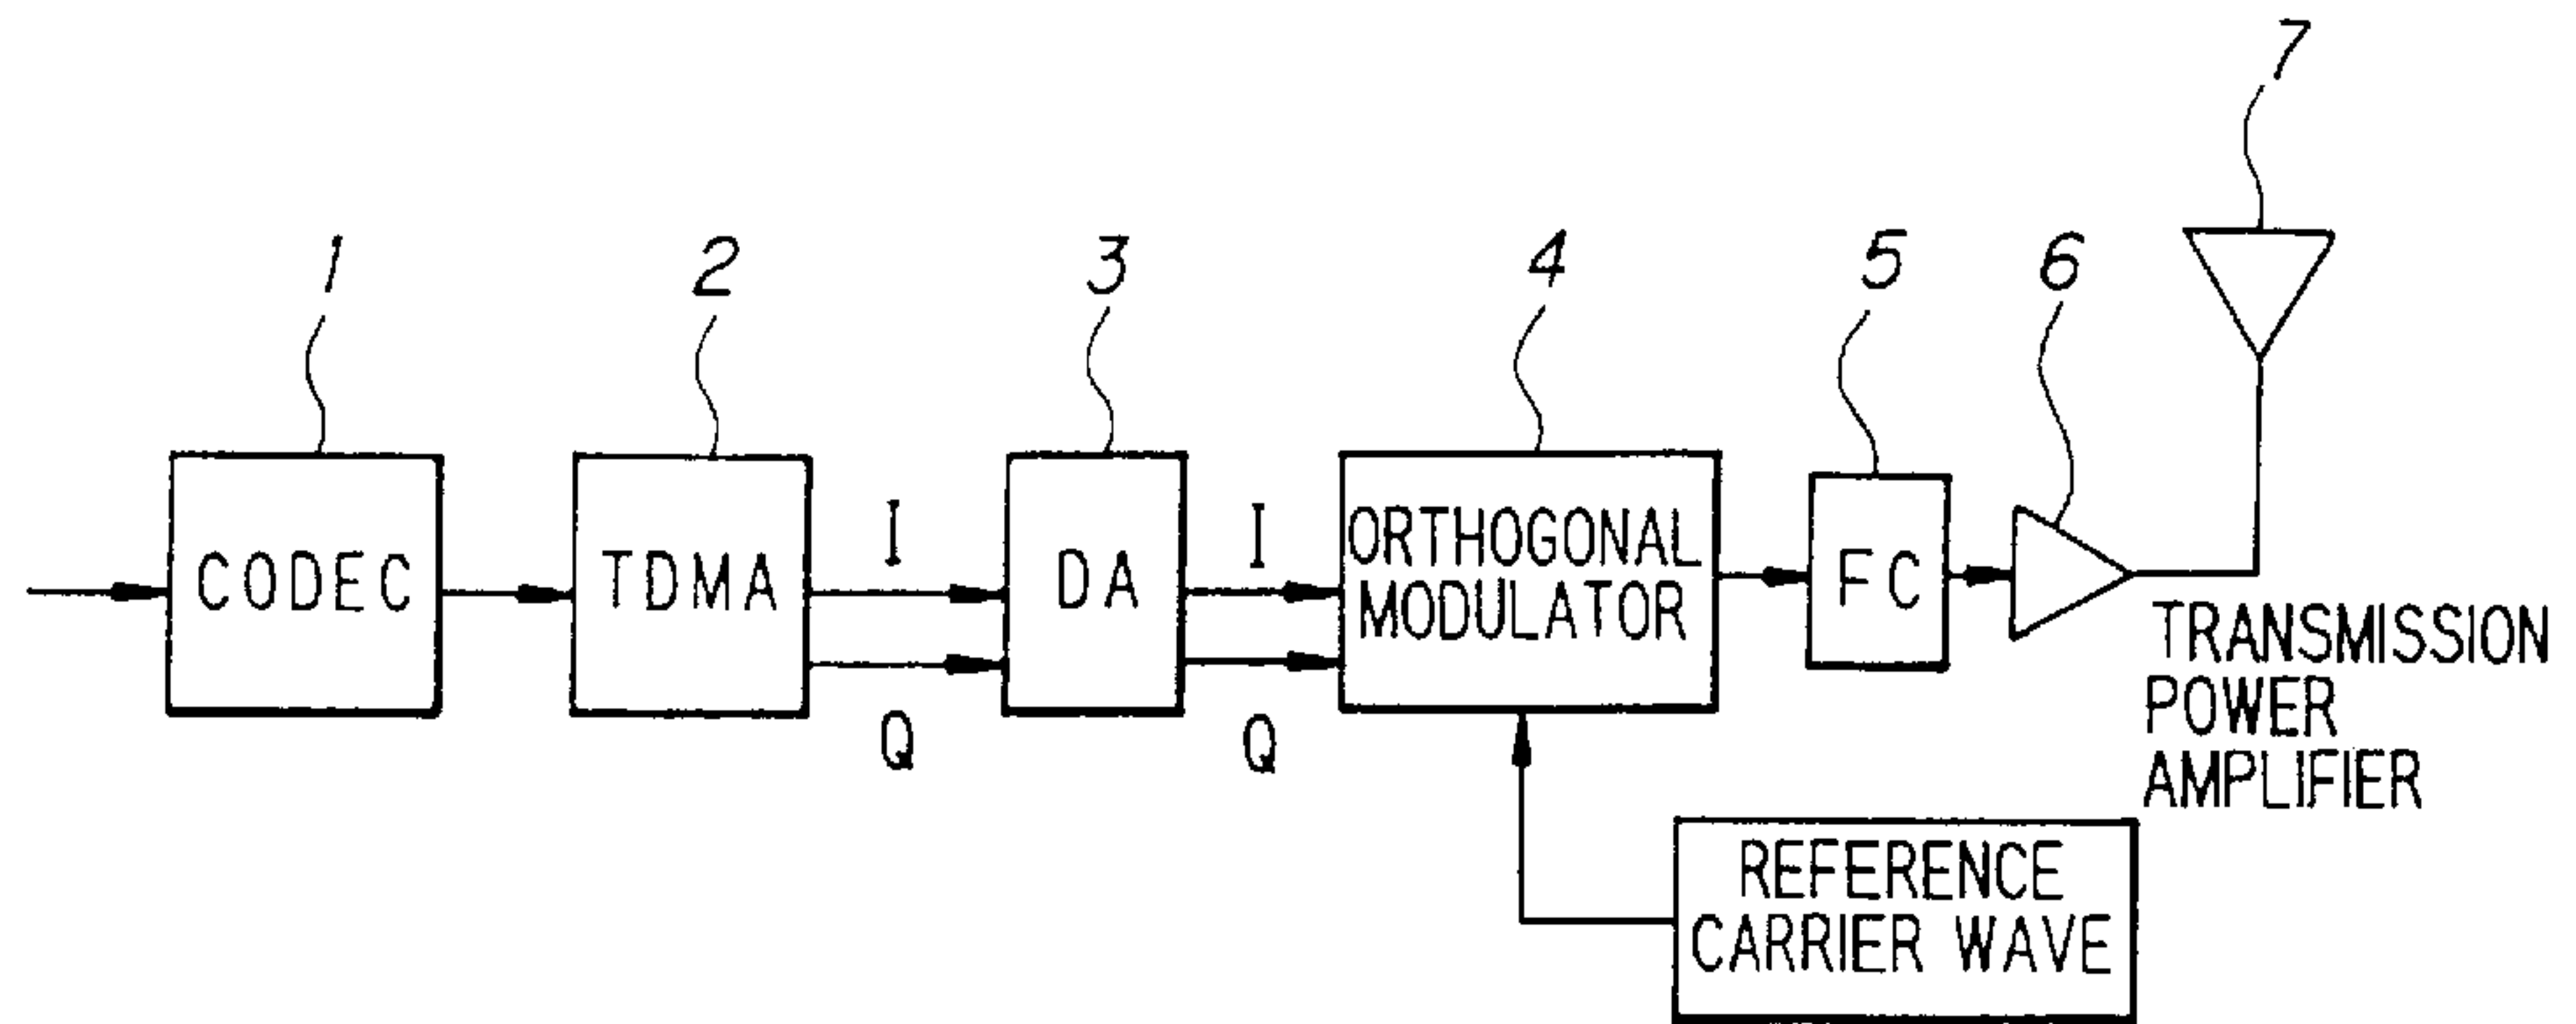 7
1
2
3
4
5
6
CODEC
TDMA
I
Q
DA
I
Q
ORTHOGONAL
MODULATOR
FC
TRANSMISSION
POWER
AMPLIFIER
REFERENCE
CARRIER WAVE